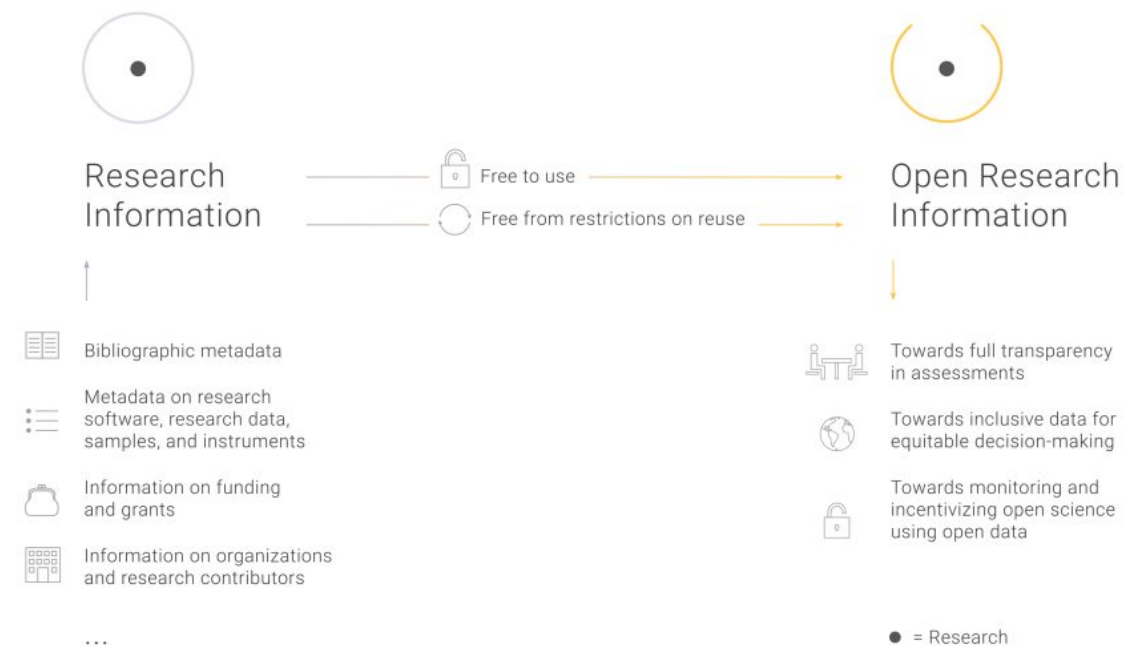 Research
Information
Free to use
Free from restrictions on reuse
Open Research
Information
Bibliographic metadata
Metadata on research
software, research data,
samples, and instruments
Information on funding
and grants
Information on organizations
and research contributors
...
Towards full transparency
in assessments
Towards inclusive data for
equitable decision-making
Towards monitoring and
incentivizing open science
using open data
= Research